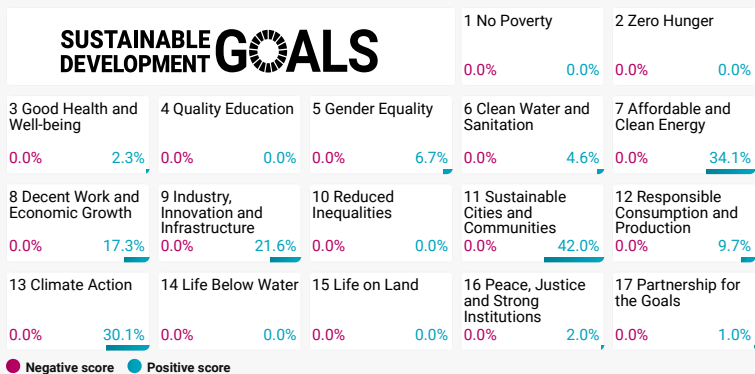 SUSTAINABLE
DEVELOPMENT
GOALS
1 No Poverty
0.0% 0.0%
2 Zero Hunger
0.0% 0.0%
3 Good Health and
Well-being
0.0% 2.3%
4 Quality Education
0.0% 0.0%
5 Gender Equality
0.0% 6.7%
6 Clean Water and
Sanitation
0.0% 4.6%
7 Affordable and
Clean Energy
0.0% 34.1%
8 Decent Work and
Economic Growth
0.0% 17.3%
9 Industry,
Innovation and
Infrastructure
0.0% 21.6%
10 Reduced
Inequalities
0.0% 0.0%
11 Sustainable
Cities and
Communities
0.0% 42.0%
12 Responsible
Consumption and
Production
0.0% 9.7%
13 Climate Action
0.0% 30.1%
14 Life Below Water
0.0% 0.0%
15 Life on Land
0.0% 0.0%
16 Peace, Justice
and Strong
Institutions
0.0% 2.0%
17 Partnership for
the Goals
0.0% 1.0%
Negative score Positive score